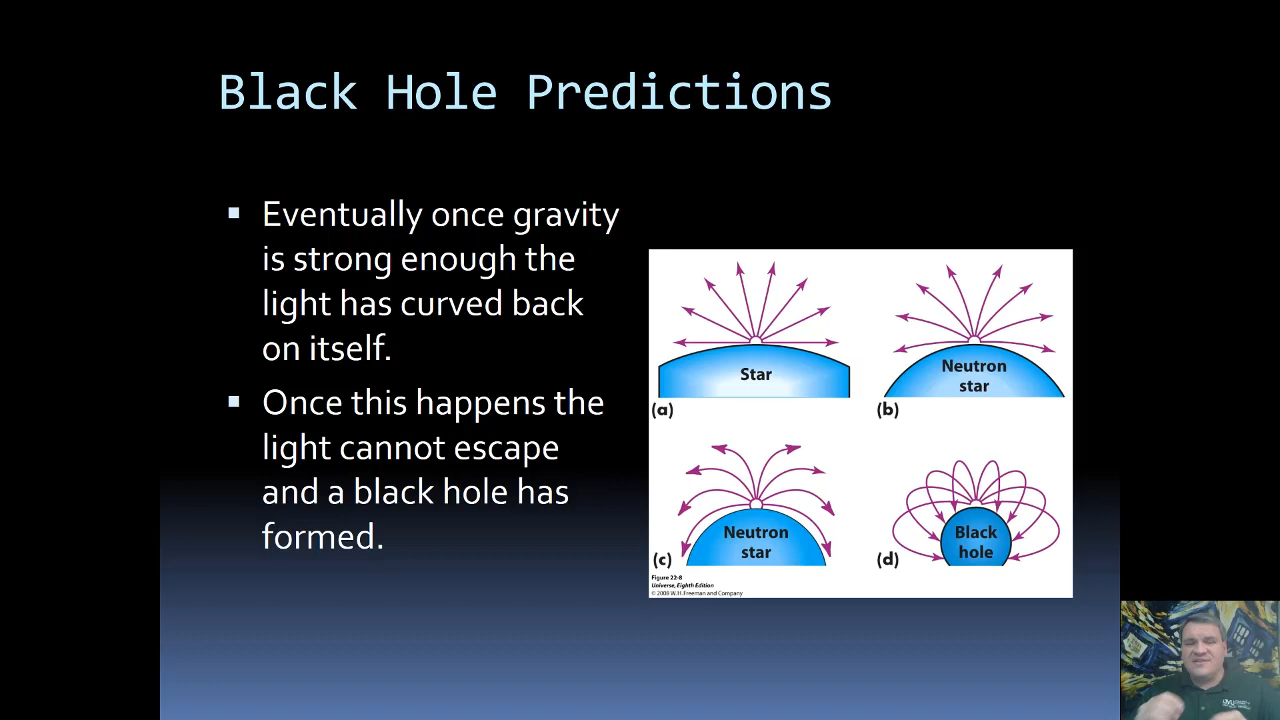 Black Hole Predictions
Eventually once gravity
is strong enough the
light has curved back
on itself.
Once this happens the
light cannot escape
and a black hole has
formed.
Star
(a)
Neutron
star
(b)
Neutron
star
(c)
Black
hole
(d)
Figure 22-8
Universe, Eighth Edition
© 2008 W.H.Freeman and Company